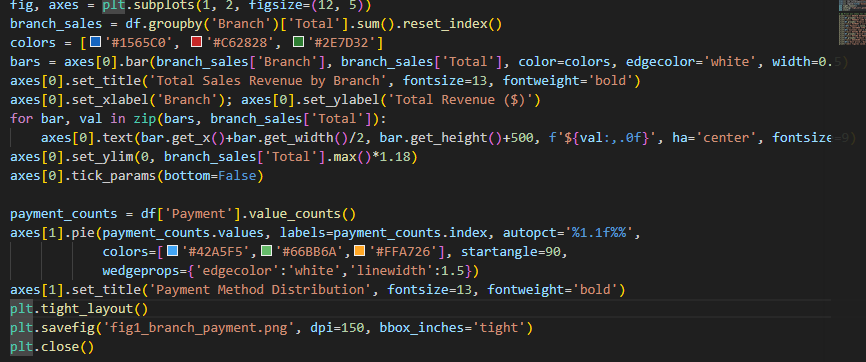 fig, axes = plt.subplots(1, 2, figsize=(12, 5))
branch_sales = df.groupby('Branch')['Total'].sum().reset_index()
colors = ['#1565C0', '#C62828', '#2E7D32']
bars = axes[0].bar(branch_sales['Branch'], branch_sales['Total'], color=colors, edgecolor='white', width=0.5)
axes[0].set_title('Total Sales Revenue by Branch', fontsize=13, fontweight='bold')
axes[0].set_xlabel('Branch'); axes[0].set_ylabel('Total Revenue ($)')
for bar, val in zip(bars, branch_sales['Total']):
    axes[0].text(bar.get_x()+bar.get_width()/2, bar.get_height()+500, f'${val:,.0f}', ha='center', fontsize=9)
axes[0].set_ylim(0, branch_sales['Total'].max()*1.18)
axes[0].tick_params(bottom=False)

payment_counts = df['Payment'].value_counts()
axes[1].pie(payment_counts.values, labels=payment_counts.index, autopct='%1.1f%%',
            colors=['#42A5F5','#66BB6A','#FFA726'], startangle=90,
            wedgeprops={'edgecolor':'white','linewidth':1.5})
axes[1].set_title('Payment Method Distribution', fontsize=13, fontweight='bold')
plt.tight_layout()
plt.savefig('fig1_branch_payment.png', dpi=150, bbox_inches='tight')
plt.close()